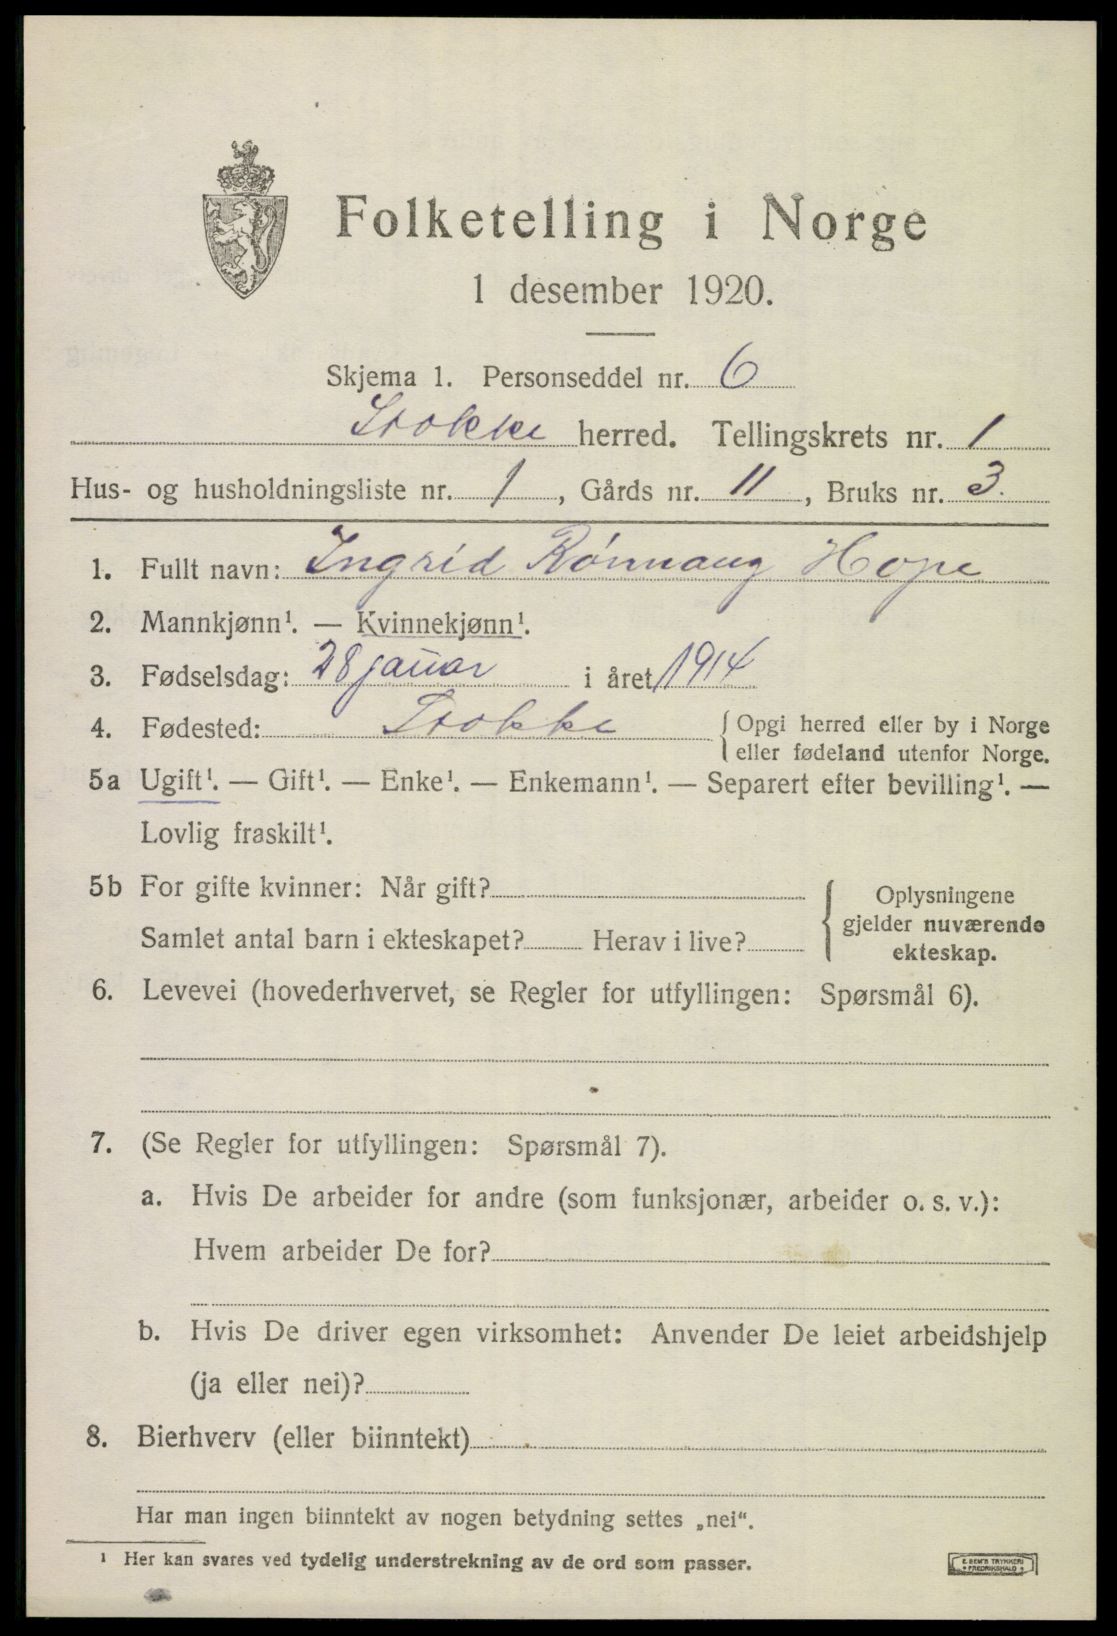 Folketelling i Norge
1 desember 1920.
Skjema 1. Personseddel nr. 6
Stokke herred. Tellingskrets nr. 1
Hus- og husholdningsliste nr. 1, Gårds nr. 11, Bruks nr. 3.
1. Fullt navn: Ingrid Rønnaug Hope
2. Mannkjønn¹. — Kvinnekjønn¹.
3. Fødselsdag: 28 januar i året 1914
4. Fødested: Stokke { Opgi herred eller by i Norge
eller fødeland utenfor Norge.
5a Ugift¹. — Gift¹. — Enke¹. — Enkemann¹. — Separert efter bevilling¹. —
Lovlig fraskilt¹.
5b For gifte kvinner: Når gift?
Samlet antal barn i ekteskapet? Herav i live?
{ Oplysningene
gjelder nuværende
ekteskap.
6. Levevei (hovederhvervet, se Regler for utfyllingen: Spørsmål 6).
7. (Se Regler for utfyllingen: Spørsmål 7).
a. Hvis De arbeider for andre (som funksjonær, arbeider o. s. v.):
Hvem arbeider De for?
b. Hvis De driver egen virksomhet: Anvender De leiet arbeidshjelp
(ja eller nei)?
8. Bierhverv (eller biinntekt)
Har man ingen biinntekt av nogen betydning settes „nei“.
¹ Her kan svares ved tydelig understrekning av de ord som passer.
E. SEM'S TRYKKERI
• FREDRIKSHALD •